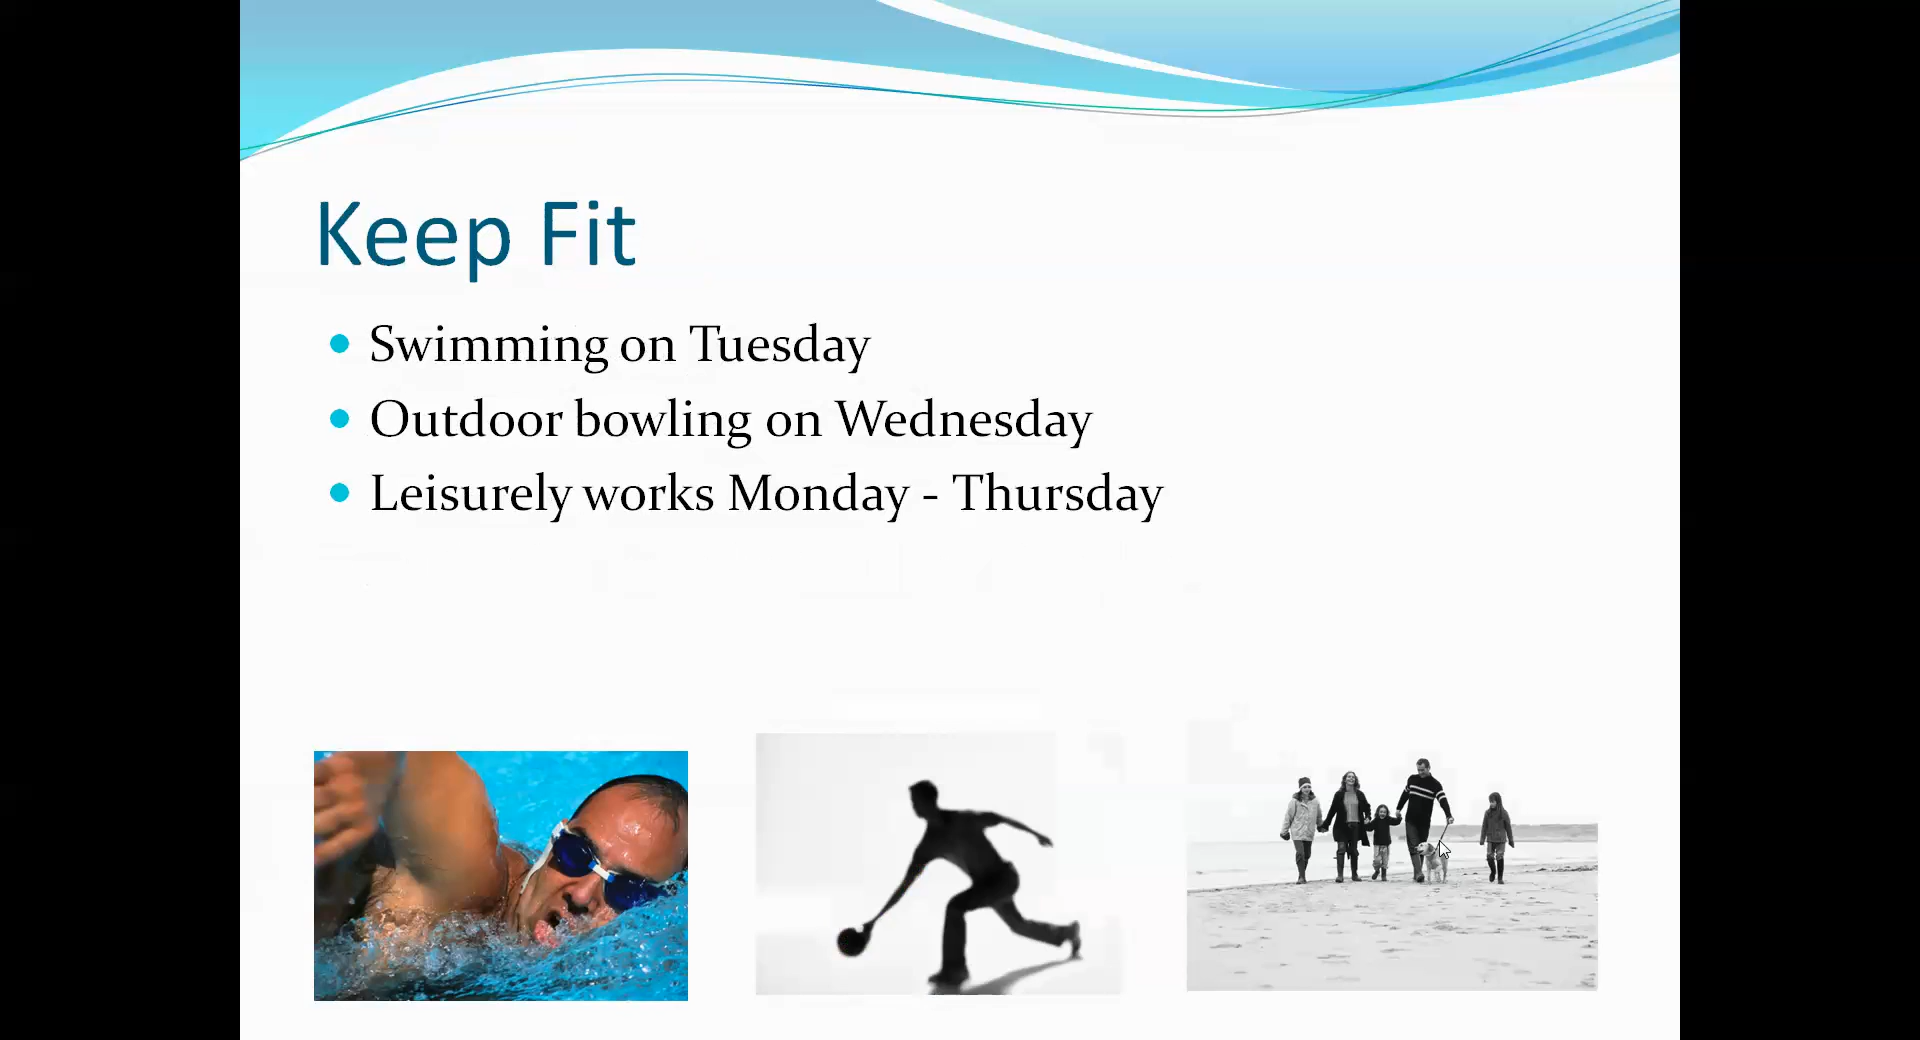 Keep Fit
Swimming on Tuesday
Outdoor bowling on Wednesday
Leisurely works Monday - Thursday